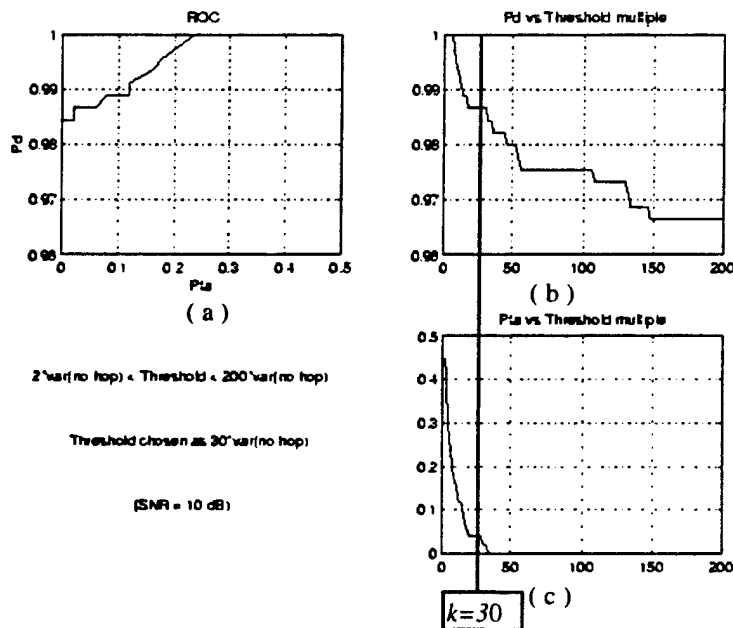 ROC
1
0.99
0.98
0.97
0.96
Pd
0
0.1
0.2
0.3
0.4
0.5
Pfa
( a )
Pd vs Threshold multiple
1
0.99
0.98
0.97
0.96
0
50
100
150
200
( b )
Pfa vs Threshold multiple
0.5
0.4
0.3
0.2
0.1
0
0
50
100
150
200
( c )
2*var(no hop) < Threshold < 200*var(no hop)
Threshold chosen as 30*var(no hop)
(SNR = 10 dB)
k=30